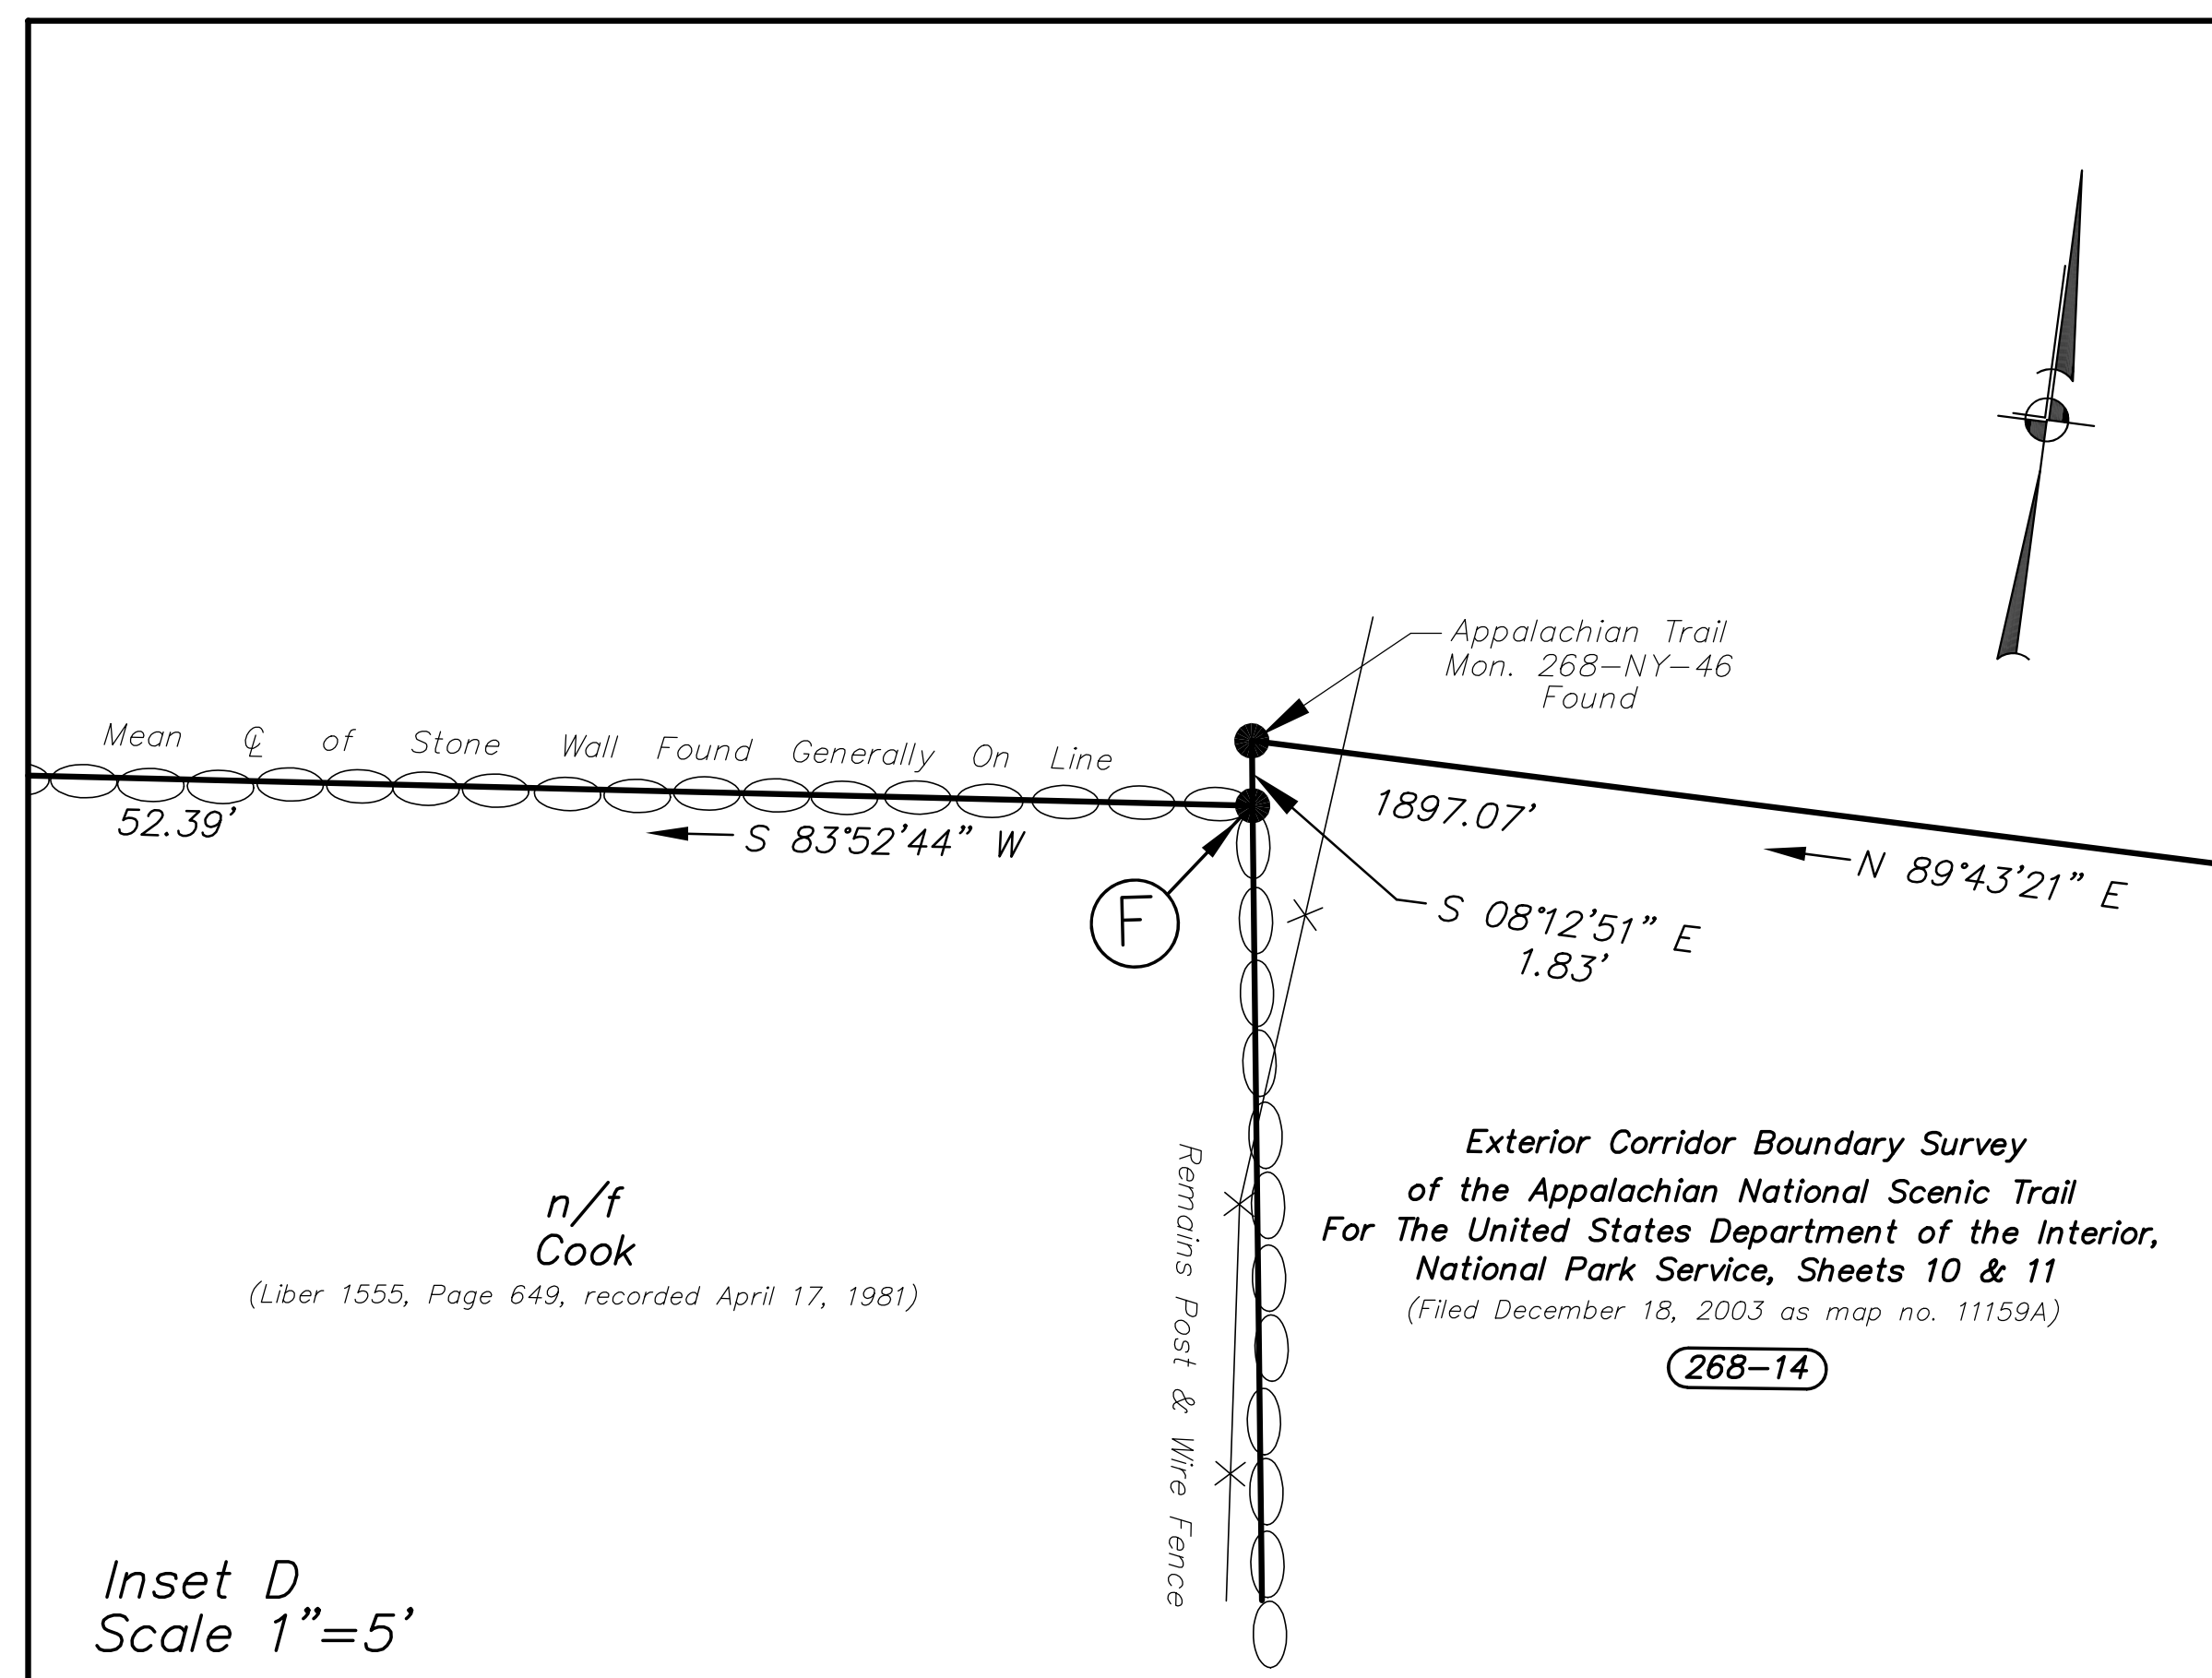 Appalachian Trail
Mon. 268-NY-46
Found
Mean ℄ of Stone Wall Found Generally On Line
52.39'
S 83°52'44" W
1897.07'
N 89°43'21" E
F
S 08°12'51" E
1.83'
Remains Post & Wire Fence
n/f
Cook
(Liber 1555, Page 649, recorded April 17, 1981)
Exterior Corridor Boundary Survey
of the Appalachian National Scenic Trail
For The United States Department of the Interior,
National Park Service, Sheets 10 & 11
(Filed December 18, 2003 as map no. 11159A)
268-14
Inset D
Scale 1"=5'